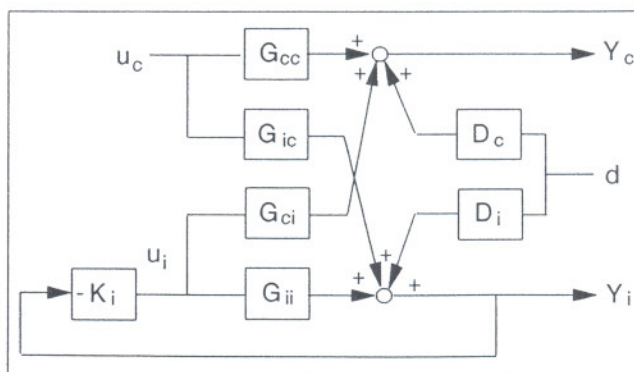 u_c
G_cc
+
+
+
Y_c
G_ic
D_c
d
G_ci
D_i
u_i
+
+
- K_i
G_ii
+
+
Y_i